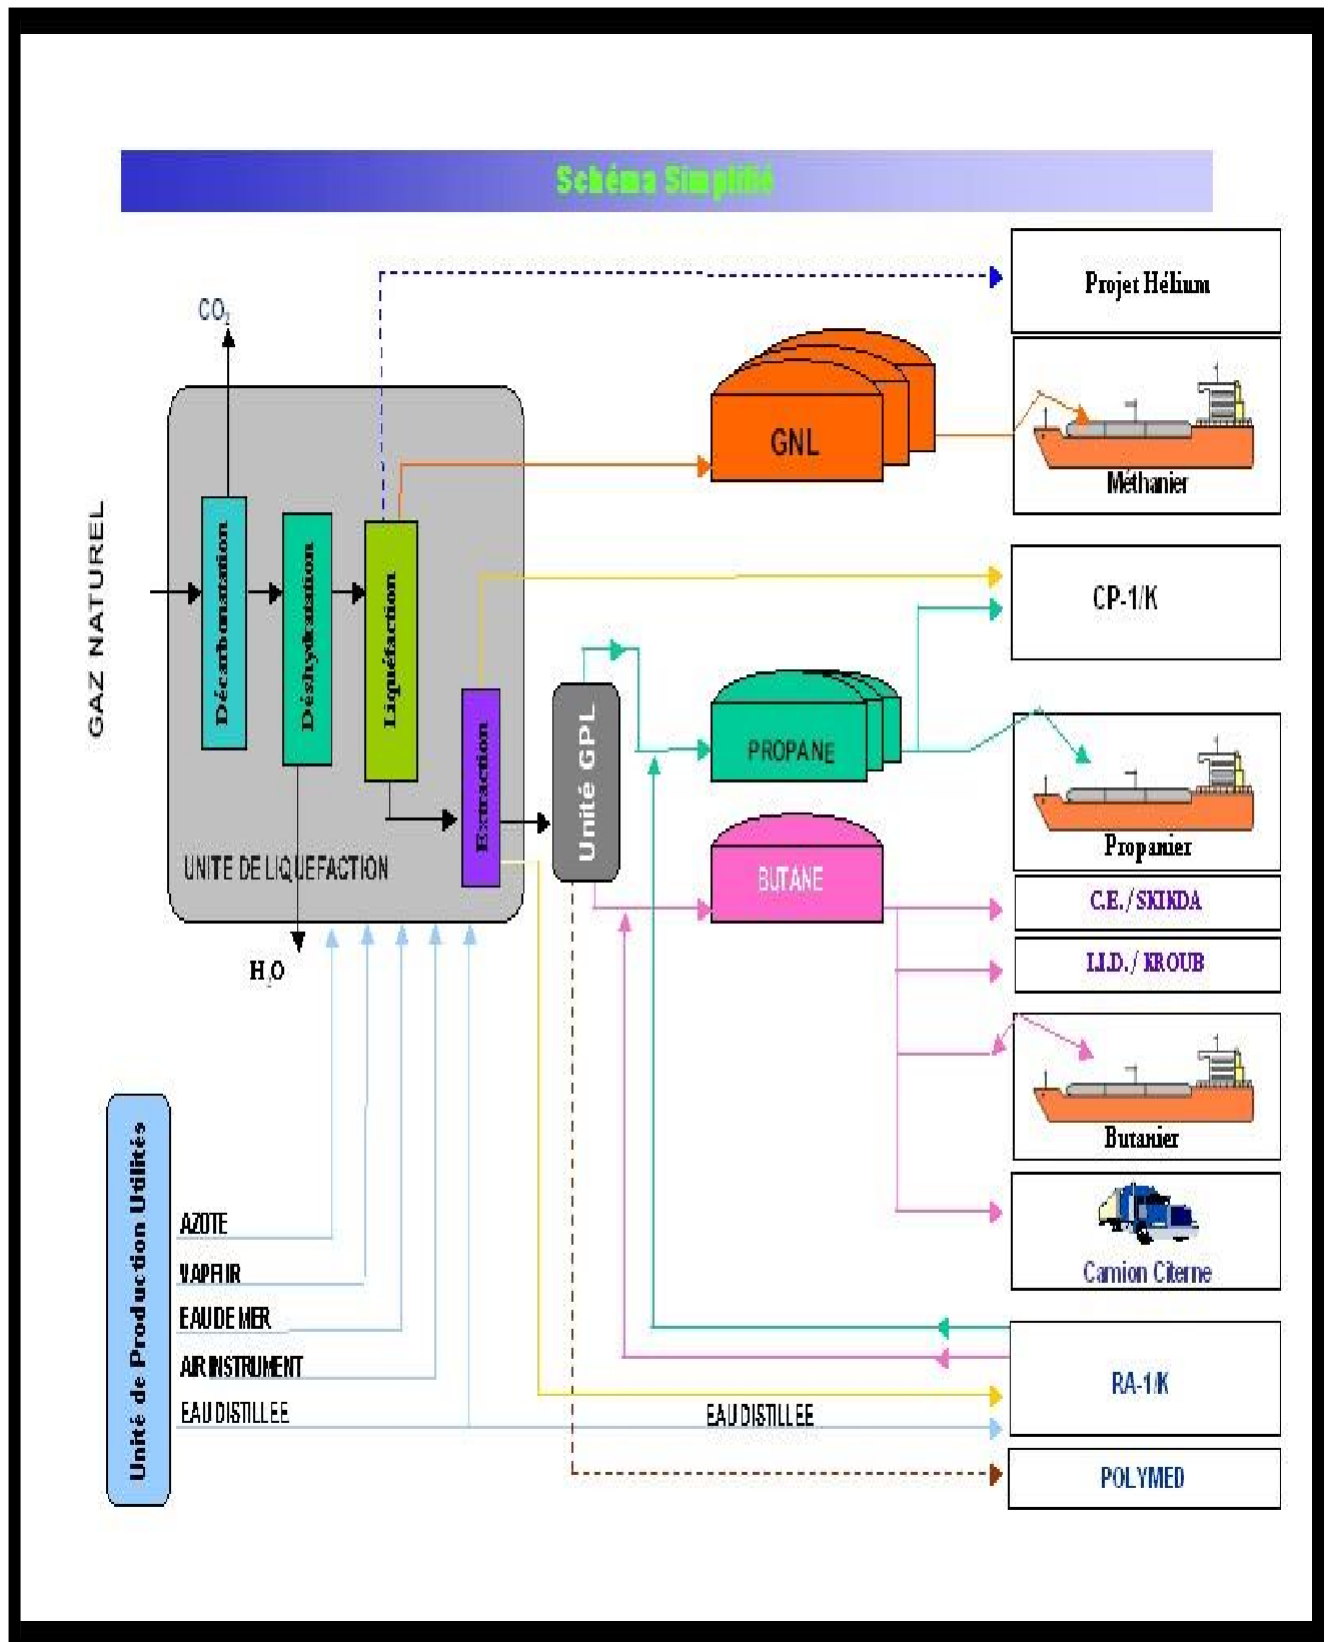 Schéma Simplifié
Projet Hélium
CO₂
GNL
Méthanier
GAZ NATUREL
Décarbonatation
Déshydratation
Liquéfaction
Extraction
Unité GPL
CP-1/K
PROPANE
Propanier
UNITE DE LIQUEFACTION
BUTANE
C.E. / SKIKDA
H₂O
I.I.D. / KROUB
Butanier
Unité de Production Utilités
AZOTE
VAPEUR
EAU DE MER
AIR INSTRUMENT
EAU DISTILLEE
EAU DISTILLEE
Camion Citerne
RA-1/K
POLYMED